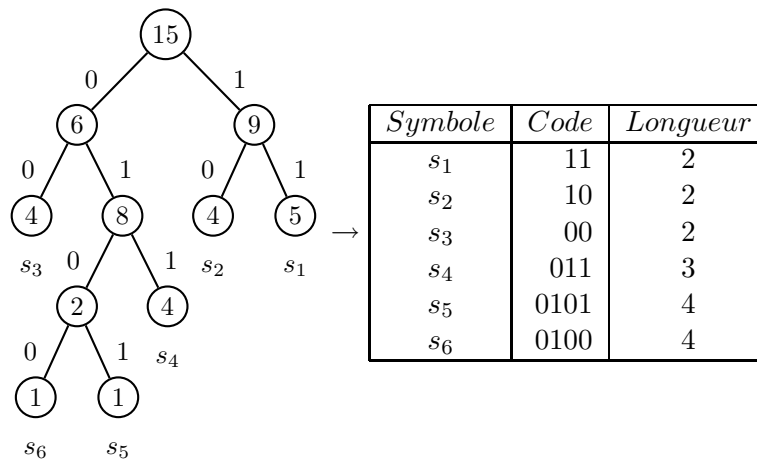 15
0 1
6 9
0 1 0 1
4 8 4 5
s3 0 1 s2 s1
2 4
0 1 s4
1 1
s6 s5
→
Symbole Code Longueur
s1 11 2
s2 10 2
s3 00 2
s4 011 3
s5 0101 4
s6 0100 4